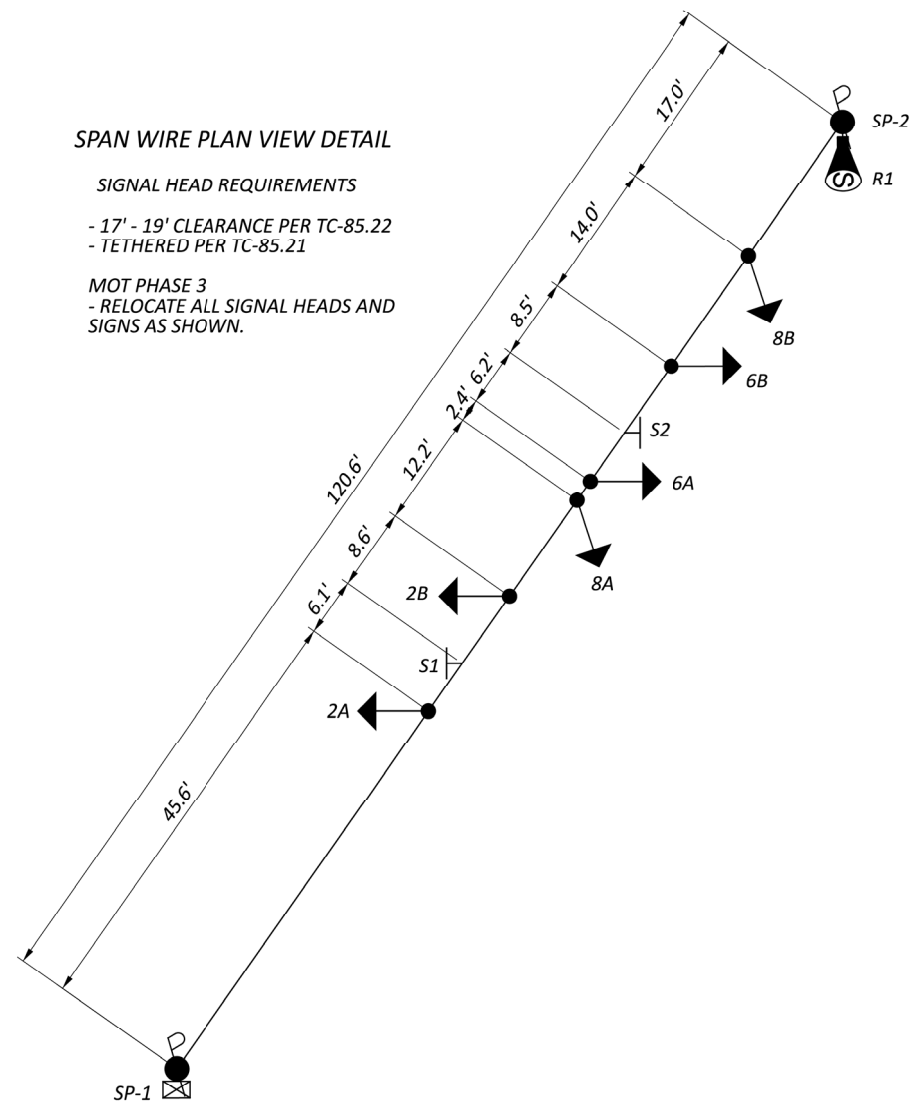 SPAN WIRE PLAN VIEW DETAIL
SIGNAL HEAD REQUIREMENTS
- 17' - 19' CLEARANCE PER TC-85.22
- TETHERED PER TC-85.21
MOT PHASE 3
- RELOCATE ALL SIGNAL HEADS AND
SIGNS AS SHOWN.
17.0'
SP-2
S
R1
14.0'
8B
8.5'
6B
6.2'
2.4'
S2
12.2'
120.6'
6A
8.6'
8A
2B
6.1'
S1
2A
45.6'
SP-1